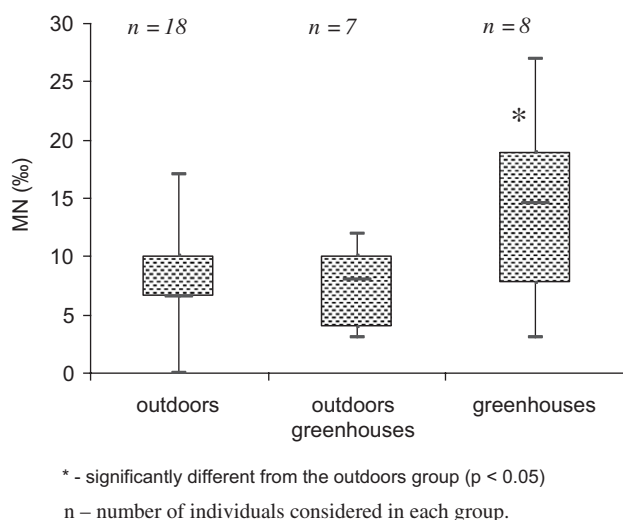 30
n = 18 n = 7 n = 8
25
*
20
MN (‰)
15
10
5
0
outdoors outdoors greenhouses
greenhouses
* - significantly different from the outdoors group (p < 0.05)
n – number of individuals considered in each group.